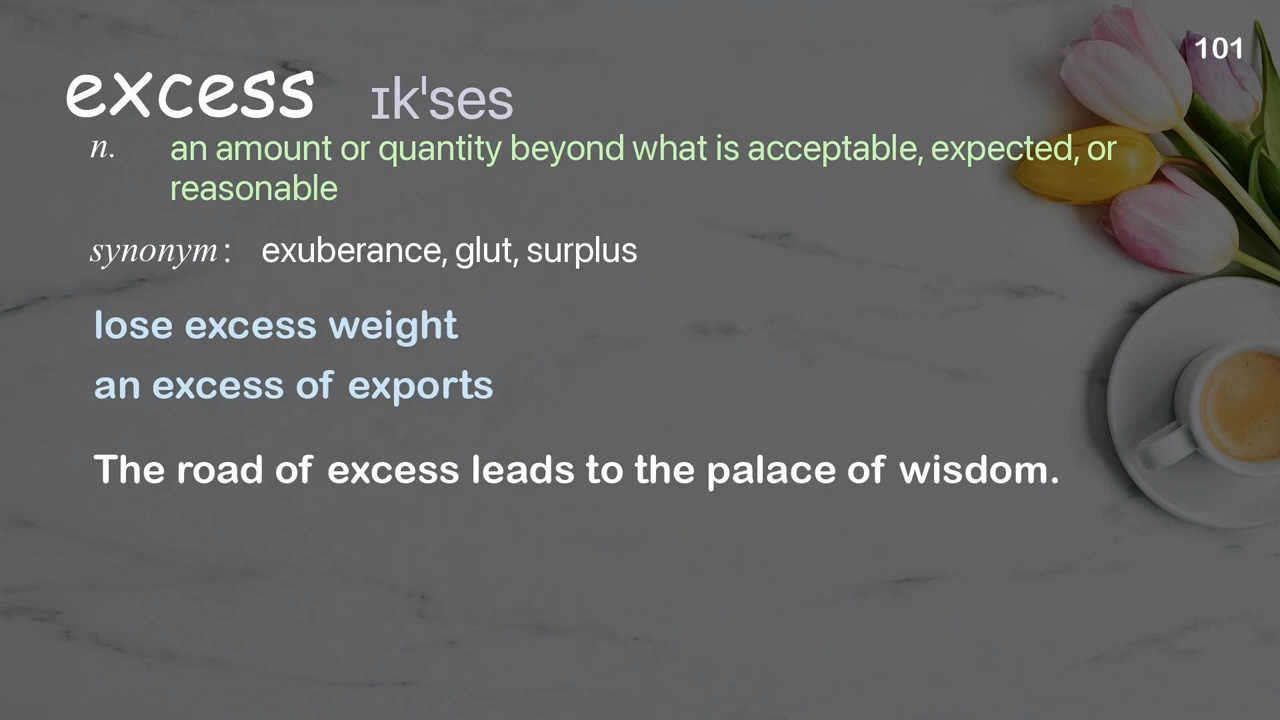 101
excess ɪk'ses
n. an amount or quantity beyond what is acceptable, expected, or
reasonable
synonym: exuberance, glut, surplus
lose excess weight
an excess of exports
The road of excess leads to the palace of wisdom.